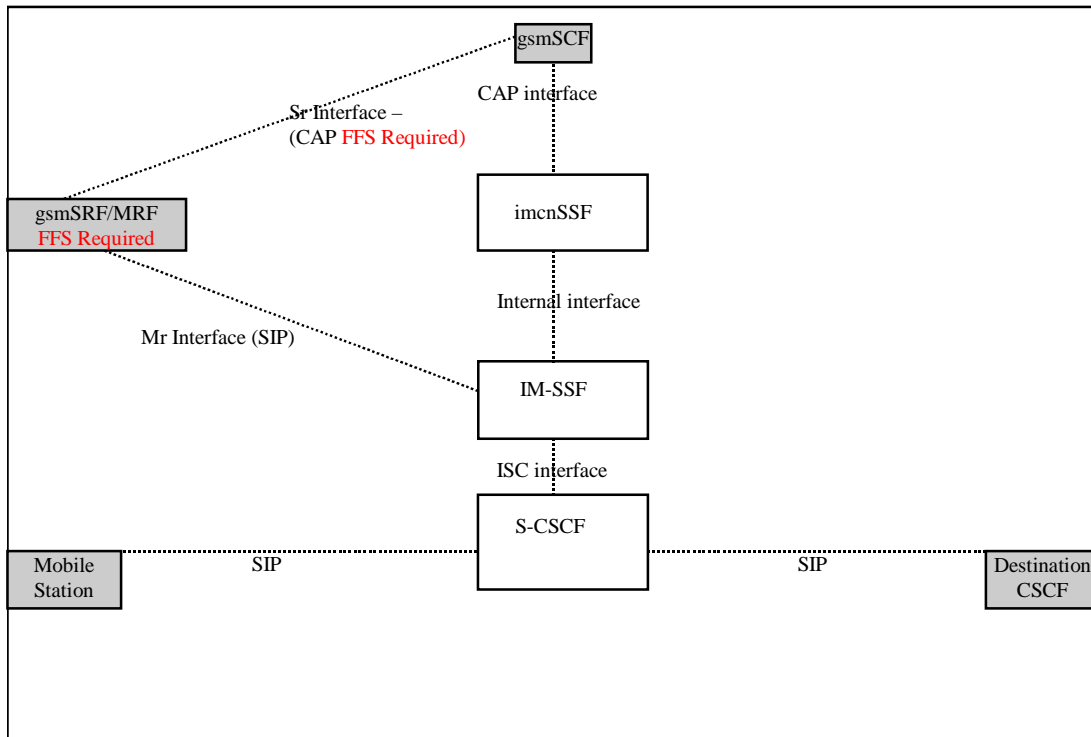 gsmSCF
CAP interface
Sr Interface –
(CAP FFS Required)
gsmSRF/MRF
FFS Required
imcnSSF
Internal interface
Mr Interface (SIP)
IM-SSF
ISC interface
S-CSCF
Mobile
Station
SIP
SIP
Destination
CSCF